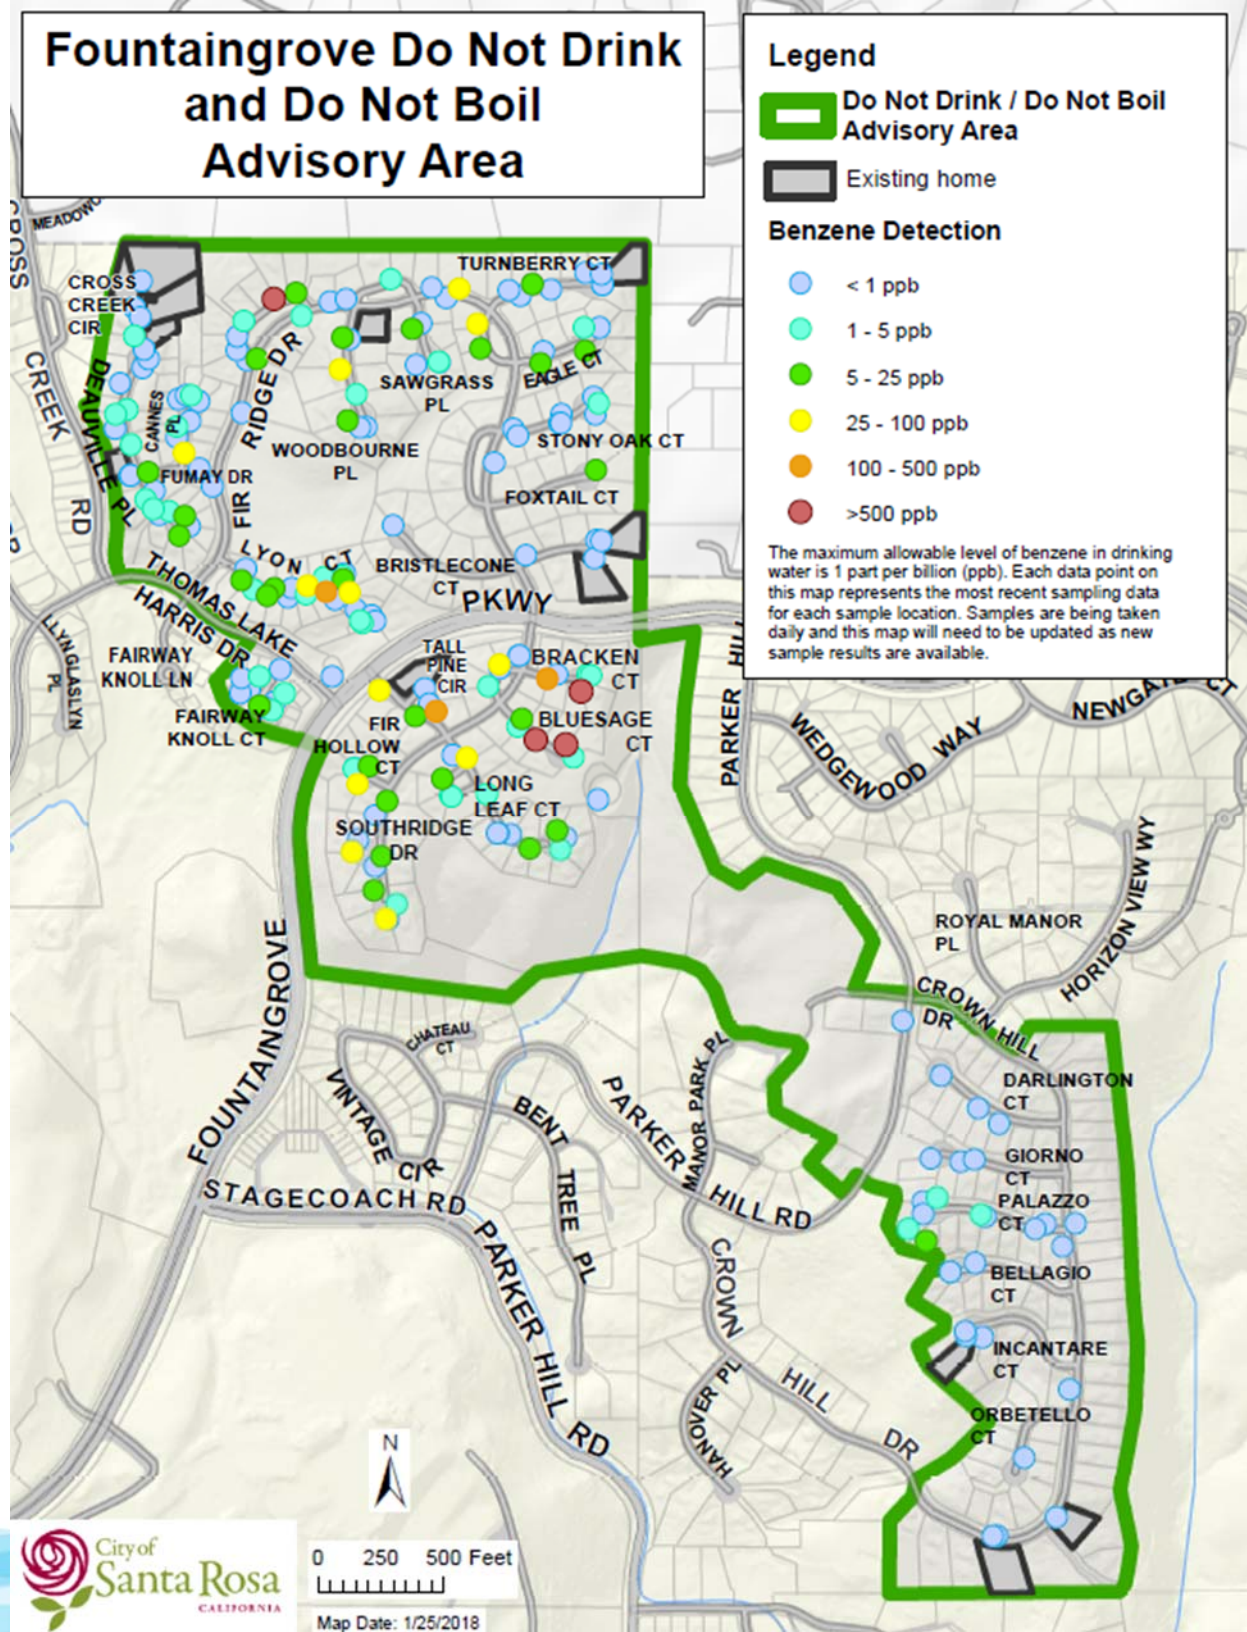 Fountaingrove Do Not Drink
and Do Not Boil
Advisory Area
Legend
Do Not Drink / Do Not Boil
Advisory Area
Existing home
Benzene Detection
< 1 ppb
1 - 5 ppb
5 - 25 ppb
25 - 100 ppb
100 - 500 ppb
>500 ppb
The maximum allowable level of benzene in drinking
water is 1 part per billion (ppb). Each data point on
this map represents the most recent sampling data
for each sample location. Samples are being taken
daily and this map will need to be updated as new
sample results are available.
CROSS
CREEK
RD
CROSS
CREEK
CIR
TURNBERRY CT
DEAUVILLE PL
CANNES
PL
RIDGE DR
FIR
SAWGRASS
PL
EAGLE CT
WOODBOURNE
PL
STONY OAK CT
FUMAY DR
FOXTAIL CT
LYON CT
BRISTLECONE
CT
THOMAS LAKE
HARRIS DR
PKWY
LLYNGLASLYN
PL
FAIRWAY
KNOLL LN
FAIRWAY
KNOLL CT
TALL
PINE
CIR
BRACKEN
CT
FIR
HOLLOW
CT
BLUESAGE
CT
LONG
LEAF CT
SOUTHRIDGE
DR
PARKER
WEDGEWOOD WAY
ROYAL MANOR
PL
HORIZON VIEW WY
FOUNTAINGROVE
CHATEAU
CT
VINTAGE CIR
BENT TREE PL
PARKER HILL RD
MANOR PARK PL
CROWN HILL
DR
DARLINGTON
CT
GIORNO
CT
PALAZZO
CT
BELLAGIO
CT
INCANTARE
CT
ORBETELLO
CT
STAGECOACH RD
PARKER HILL RD
CROWN HILL DR
HANOVER PL
N
City of
Santa Rosa
CALIFORNIA
0 250 500 Feet
Map Date: 1/25/2018